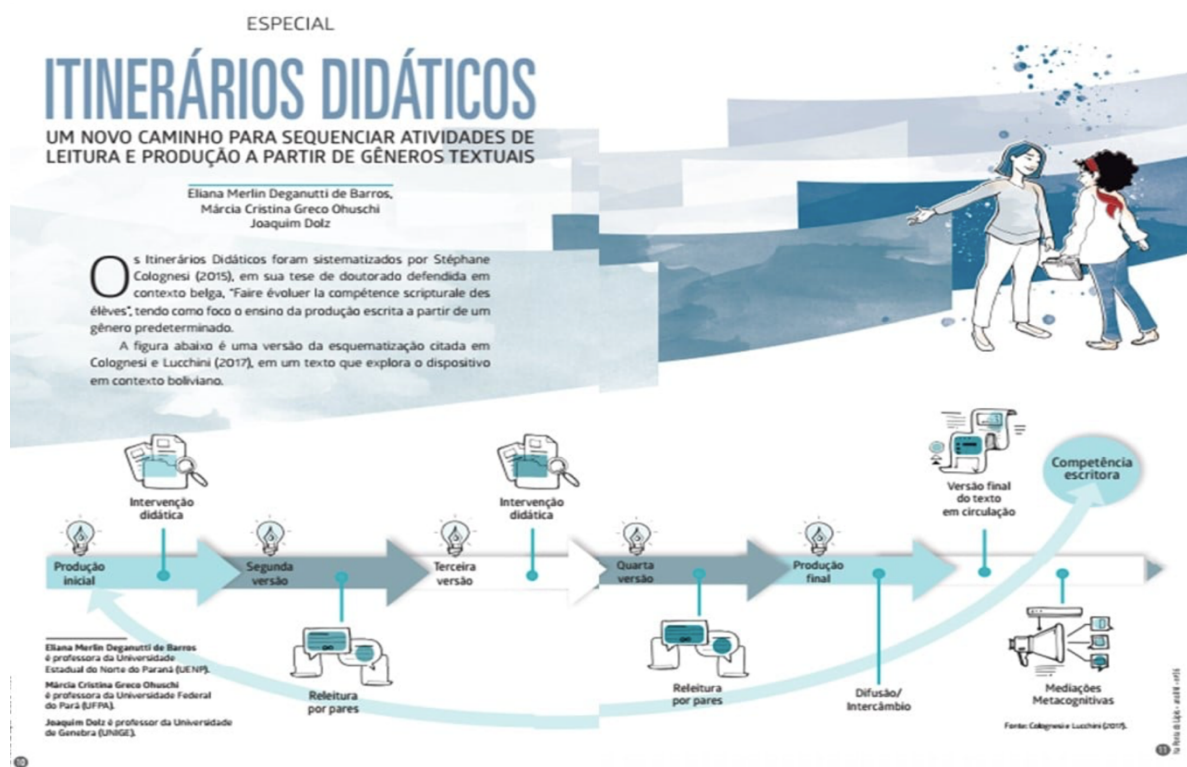 ESPECIAL
ITINERÁRIOS DIDÁTICOS
UM NOVO CAMINHO PARA SEQUENCIAR ATIVIDADES DE
LEITURA E PRODUÇÃO A PARTIR DE GÊNEROS TEXTUAIS
Eliana Merlin Deganutti de Barros,
Márcia Cristina Greco Ohuschi
Joaquim Dolz
Os Itinerários Didáticos foram sistematizados por Stéphane
Colognesi (2015), em sua tese de doutorado defendida em
contexto belga, “Faire évoluer la compétence scripturale des
élèves”, tendo como foco o ensino da produção escrita a partir de um
gênero predeterminado.
A figura abaixo é uma versão da esquematização citada em
Colognesi e Lucchini (2017), em um texto que explora o dispositivo
em contexto boliviano.
Intervenção
didática
Intervenção
didática
Versão final
do texto
em circulação
Competência
escritora
Produção
inicial
Segunda
versão
Terceira
versão
Quarta
versão
Produção
final
Releitura
por pares
Releitura
por pares
Difusão/
Intercâmbio
Mediações
Metacognitivas
Fonte: Colognesi e Lucchini (2017).
Eliana Merlin Deganutti de Barros
é professora da Universidade
Estadual do Norte do Paraná (UENP).
Márcia Cristina Greco Ohuschi
é professora da Universidade Federal
do Pará (UFPA).
Joaquim Dolz é professor da Universidade
de Genebra (UNIGE).
10
11